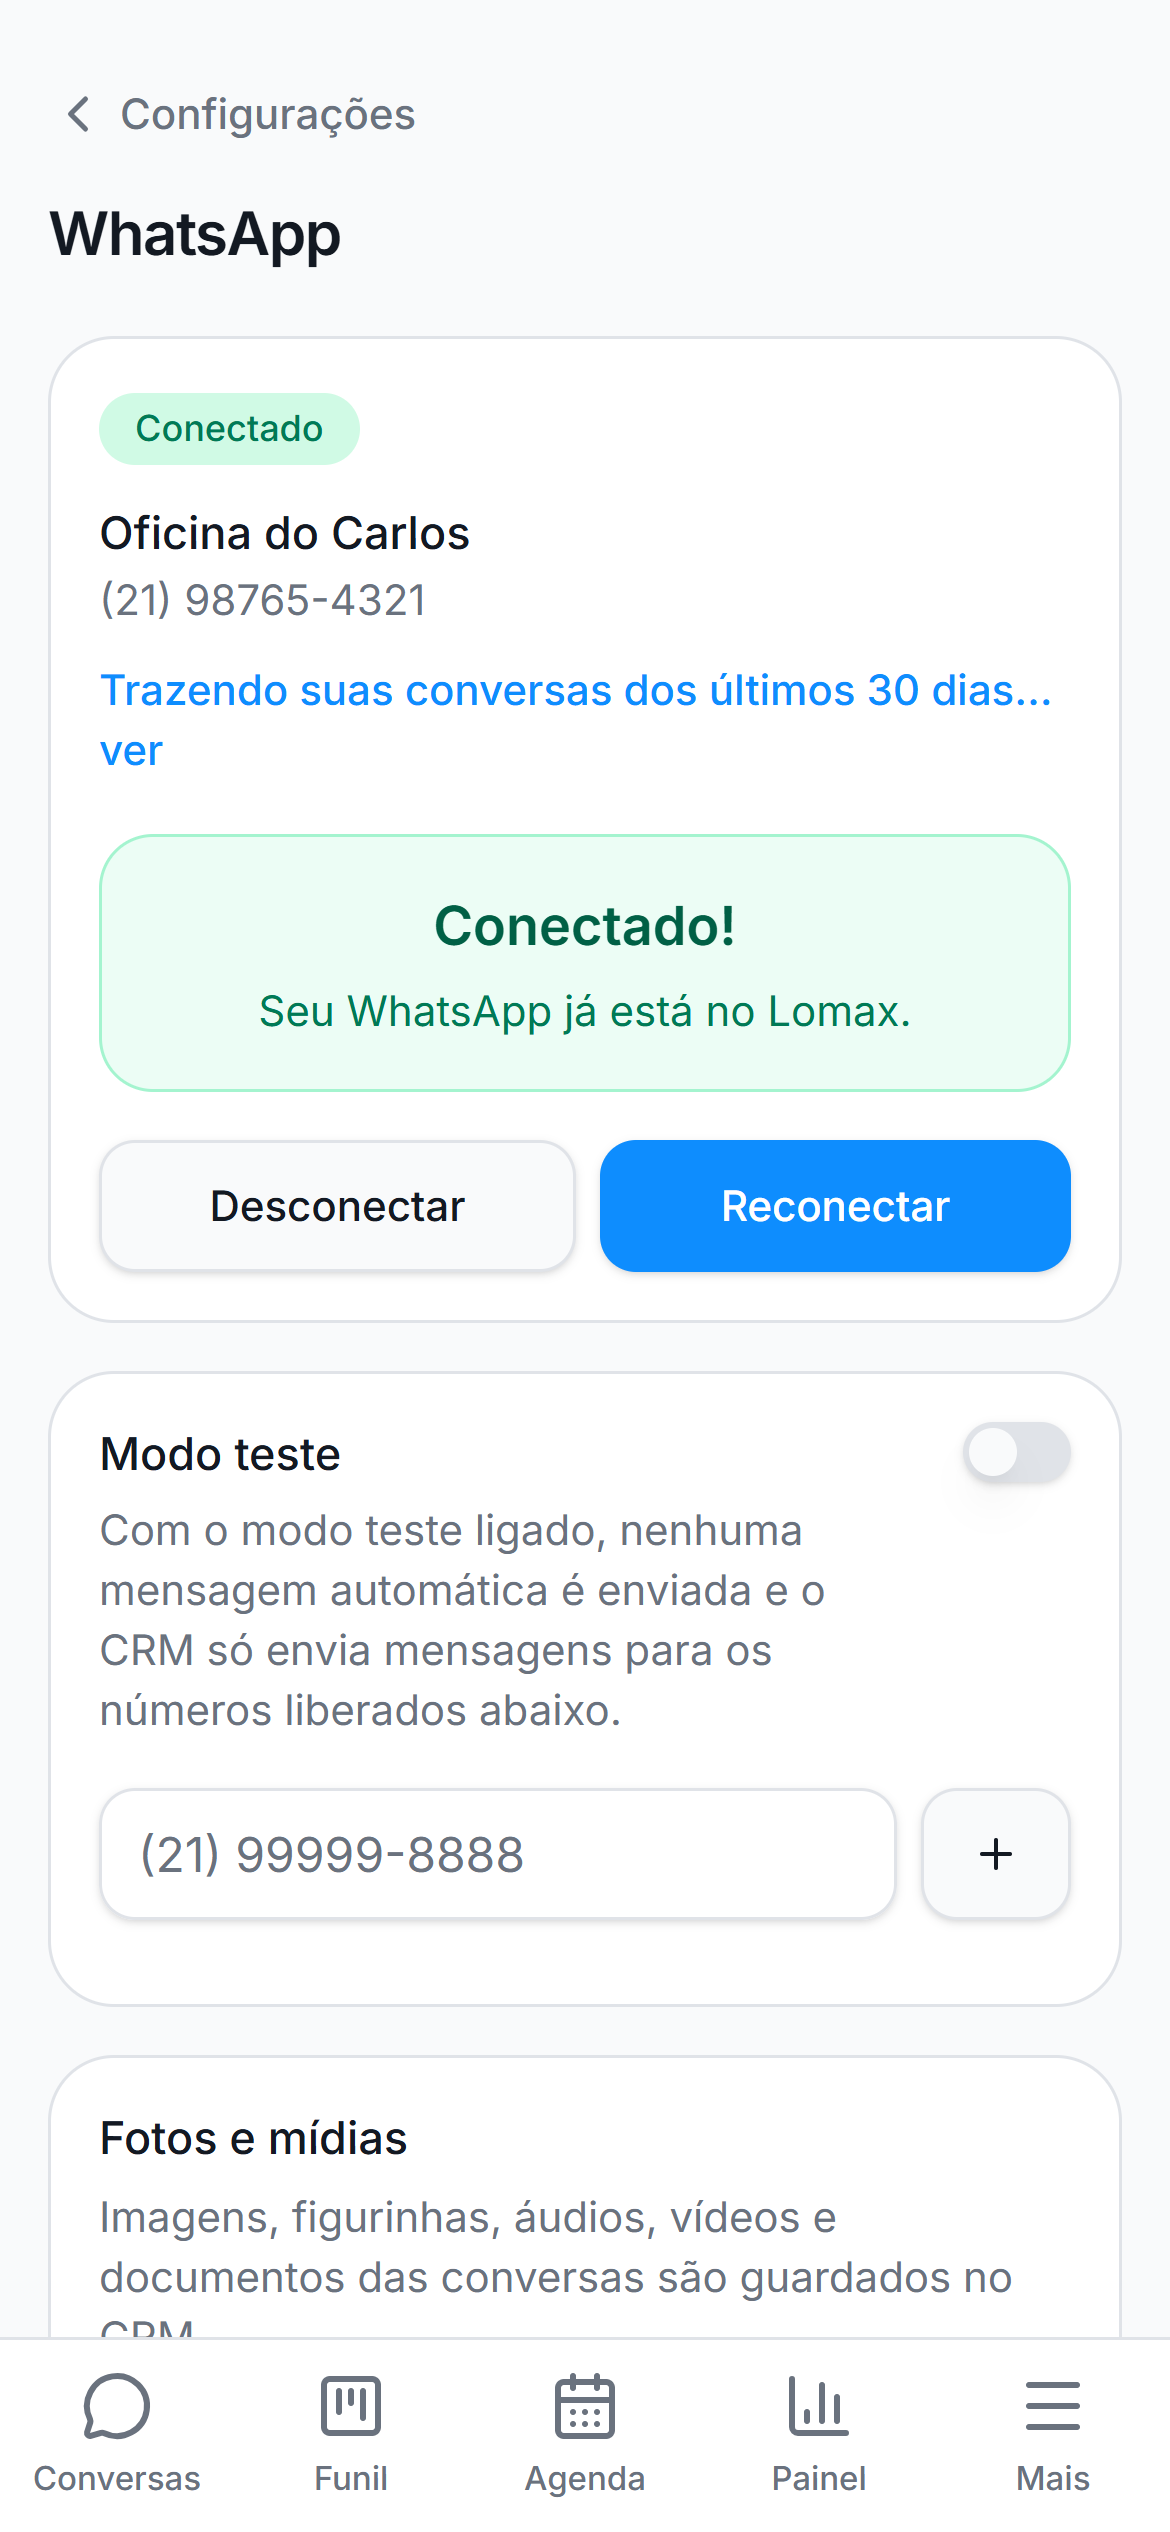 Configurações
WhatsApp
Conectado
Oficina do Carlos
(21) 98765-4321
Trazendo suas conversas dos últimos 30 dias...
ver
Conectado!
Seu WhatsApp já está no Lomax.
Desconectar
Reconectar
Modo teste
Com o modo teste ligado, nenhuma
mensagem automática é enviada e o
CRM só envia mensagens para os
números liberados abaixo.
(21) 99999-8888
+
Fotos e mídias
Imagens, figurinhas, áudios, vídeos e
documentos das conversas são guardados no
CRM
Conversas
Funil
Agenda
Painel
Mais